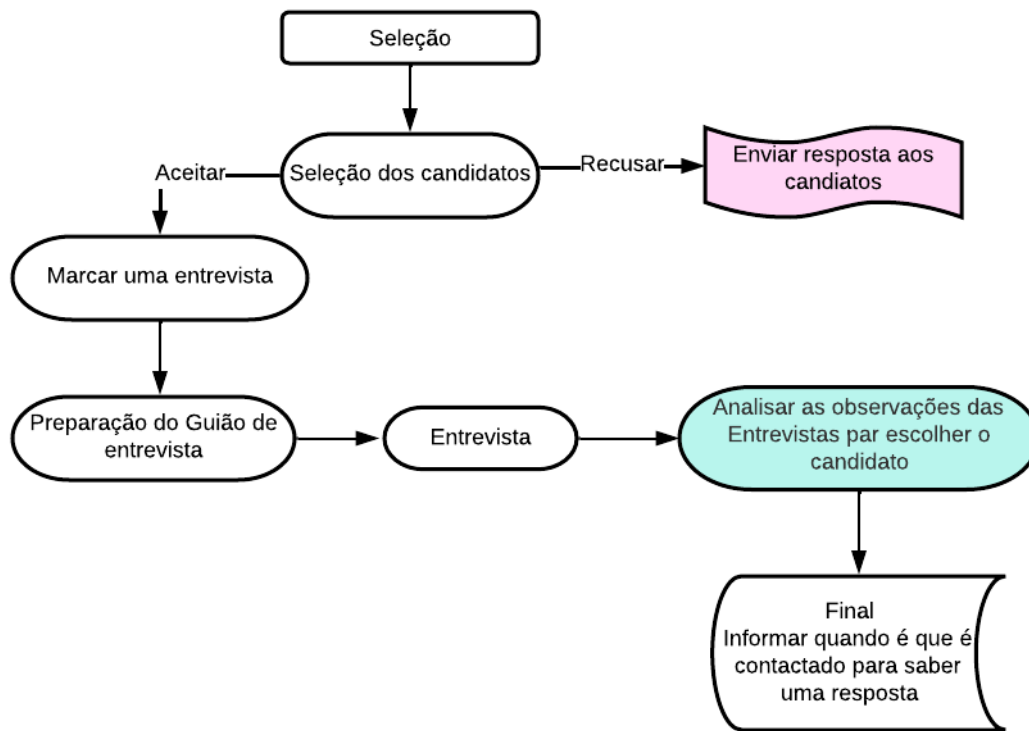 Seleção
Seleção dos candidatos
Aceitar
Recusar
Enviar resposta aos
candiatos
Marcar uma entrevista
Preparação do Guião de
entrevista
Entrevista
Analisar as observações das
Entrevistas par escolher o
candidato
Final
Informar quando é que é
contactado para saber
uma resposta